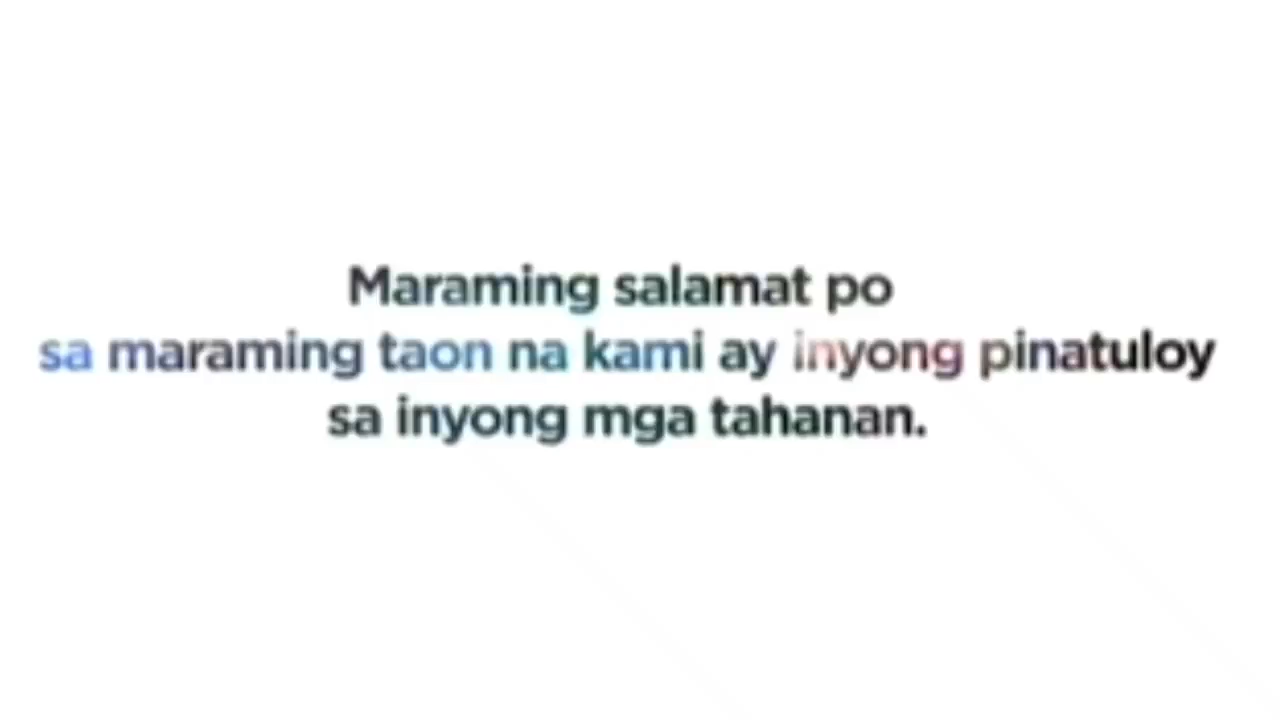 Maraming salamat po
sa maraming taon na kami ay inyong pinatuloy
sa inyong mga tahanan.